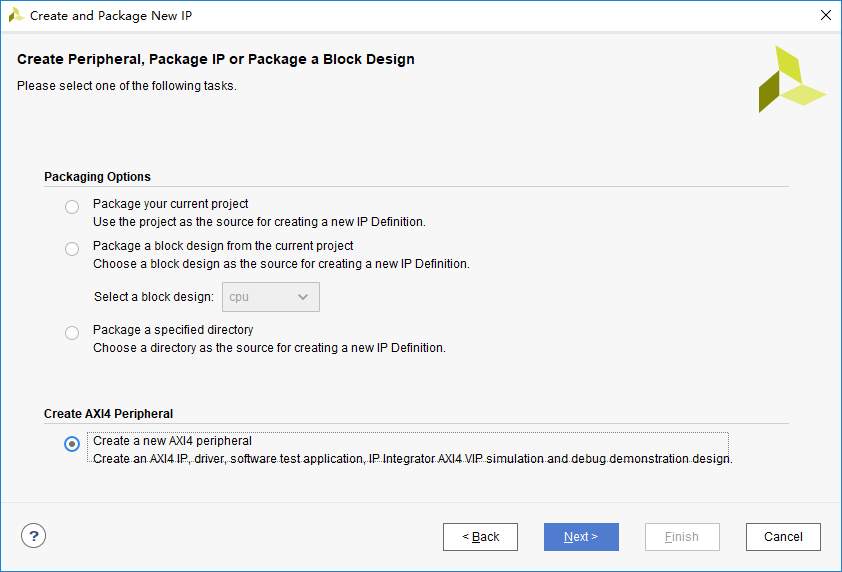 Create and Package New IP
Create Peripheral, Package IP or Package a Block Design
Please select one of the following tasks.
Packaging Options
Package your current project
Use the project as the source for creating a new IP Definition.
Package a block design from the current project
Choose a block design as the source for creating a new IP Definition.
Select a block design: cpu
Package a specified directory
Choose a directory as the source for creating a new IP Definition.
Create AXI4 Peripheral
Create a new AXI4 peripheral
Create an AXI4 IP, driver, software test application, IP Integrator AXI4 VIP simulation and debug demonstration design.
? < Back Next > Finish Cancel